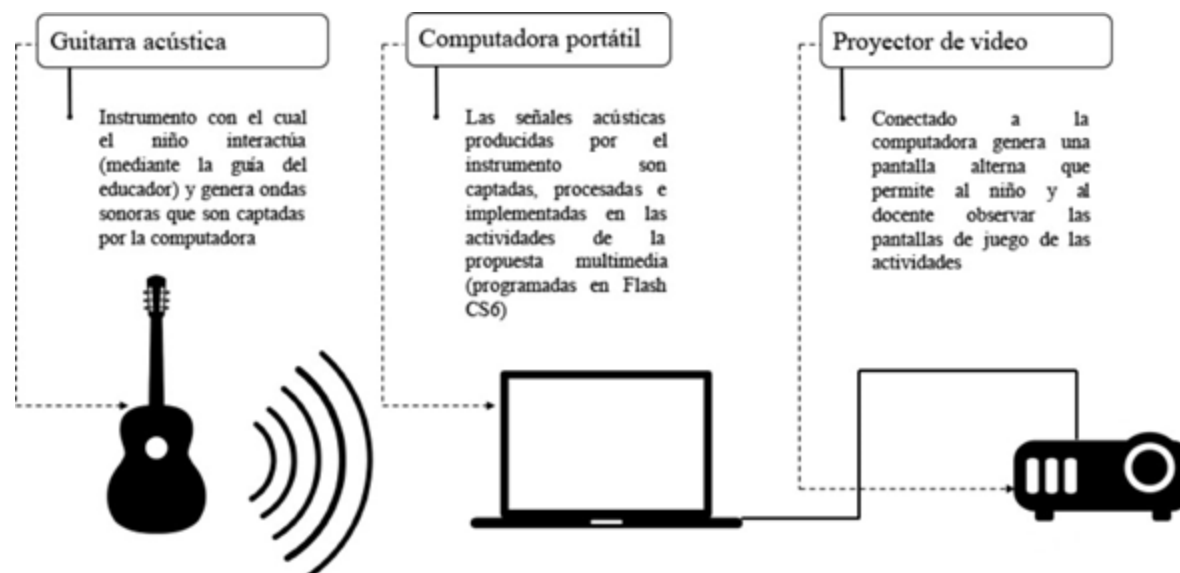 Guitarra acústica
Instrumento con el cual
el niño interactúa
(mediante la guía del
educador) y genera ondas
sonoras que son captadas
por la computadora
Computadora portátil
Las señales acústicas
producidas por el
instrumento son
captadas, procesadas e
implementadas en las
actividades de la
propuesta multimedia
(programadas en Flash
CS6)
Proyector de video
Conectado a la
computadora genera una
pantalla alterna que
permite al niño y al
docente observar las
pantallas de juego de las
actividades